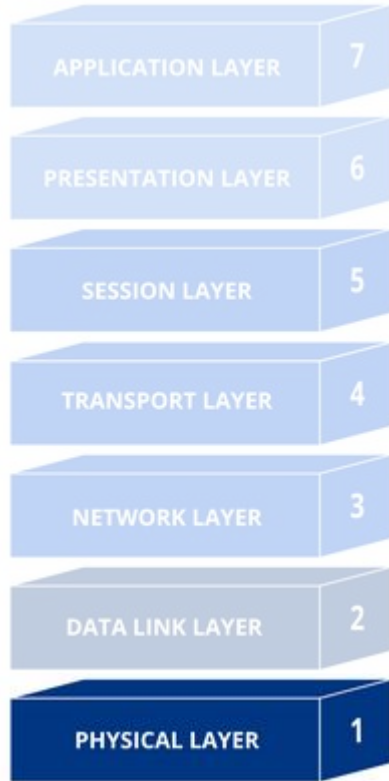 APPLICATION LAYER 7
PRESENTATION LAYER 6
SESSION LAYER 5
TRANSPORT LAYER 4
NETWORK LAYER 3
DATA LINK LAYER 2
PHYSICAL LAYER 1